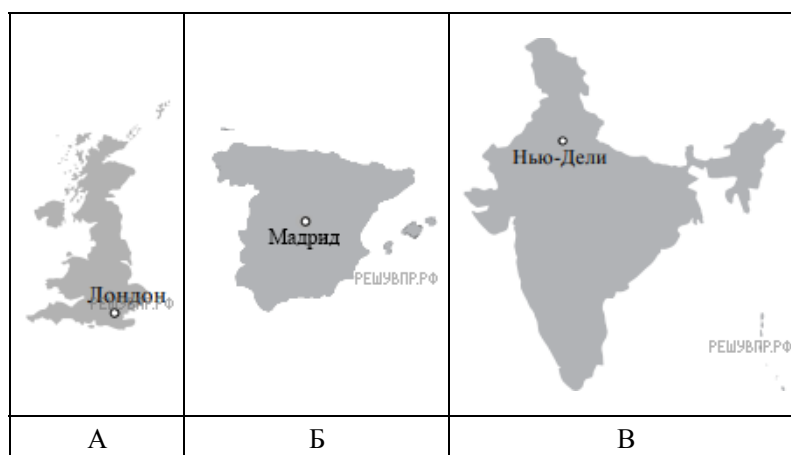 Лондон
РЕШУВПР.РФ
Мадрид
РЕШУВПР.РФ
Нью-Дели
РЕШУВПР.РФ
А
Б
В